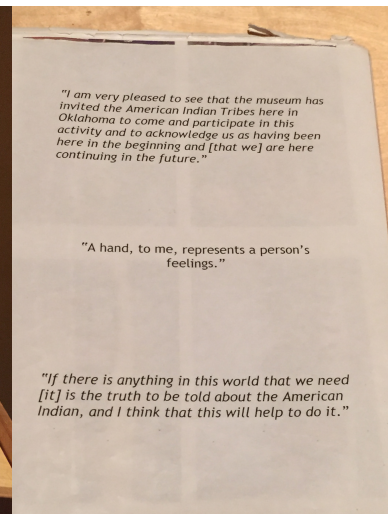 "I am very pleased to see that the museum has
invited the American Indian Tribes here in
Oklahoma to come and participate in this
activity and to acknowledge us as having been
here in the beginning and [that we] are here
continuing in the future."
"A hand, to me, represents a person's
feelings."
"If there is anything in this world that we need
[it] is the truth to be told about the American
Indian, and I think that this will help to do it."